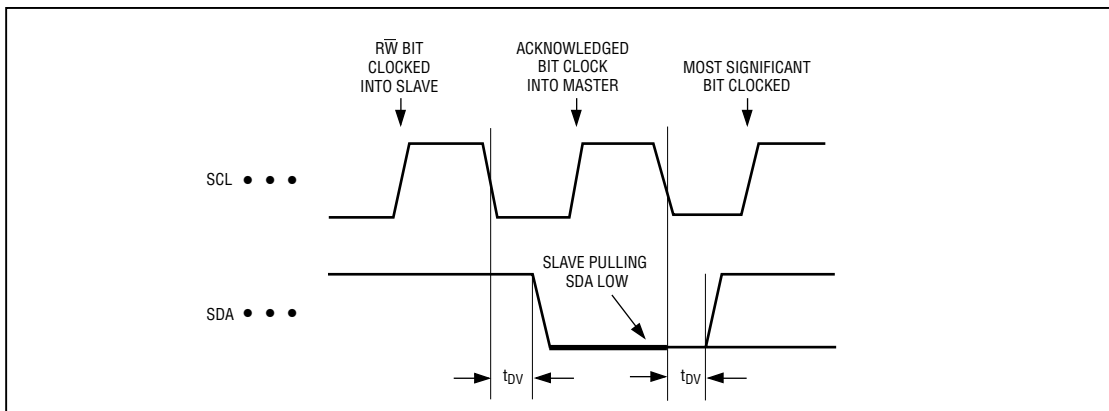 RW̅ BIT
CLOCKED
INTO SLAVE
ACKNOWLEDGED
BIT CLOCK
INTO MASTER
MOST SIGNIFICANT
BIT CLOCKED
SCL • • •
SLAVE PULLING
SDA LOW
SDA • • •
tDV
tDV